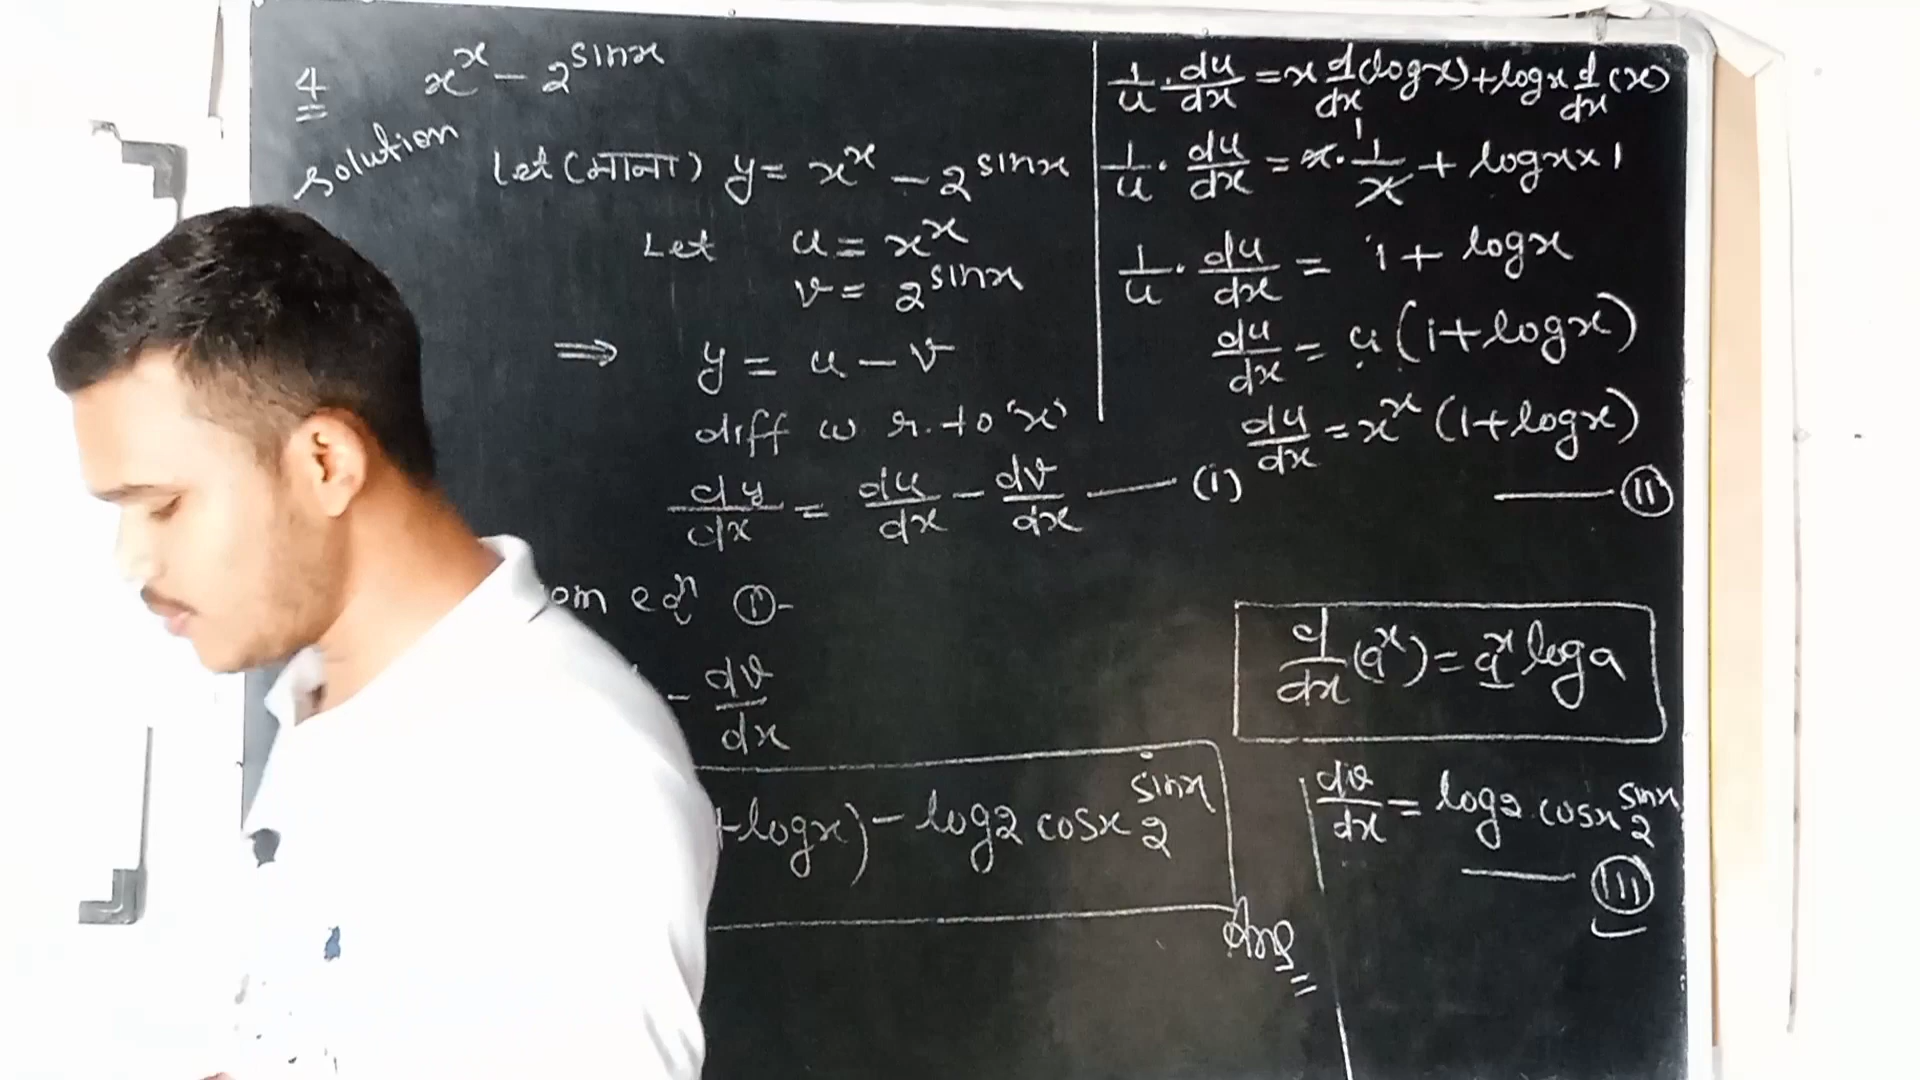 4 x^x - 2^sinx
Solution
Let (माना) y = x^x - 2^sinx
Let u = x^x
v = 2^sinx
⇒ y = u - v
diff w r. to 'x'
dy/dx = du/dx - dv/dx —— (i)
om eqⁿ ①-
- dv/dx
+logx) - log2 cosx 2^sinx
Ans
1/u · du/dx = x d/dx (logx) + logx d/dx (x)
1/u · du/dx = x · 1/x + logx × 1
1/u · du/dx = 1 + logx
du/dx = u (1 + logx)
du/dx = x^x (1 + logx)
—— (ii)
d/dx (a^x) = a^x log a
dv/dx = log2 · cosx 2^sinx
—— (iii)